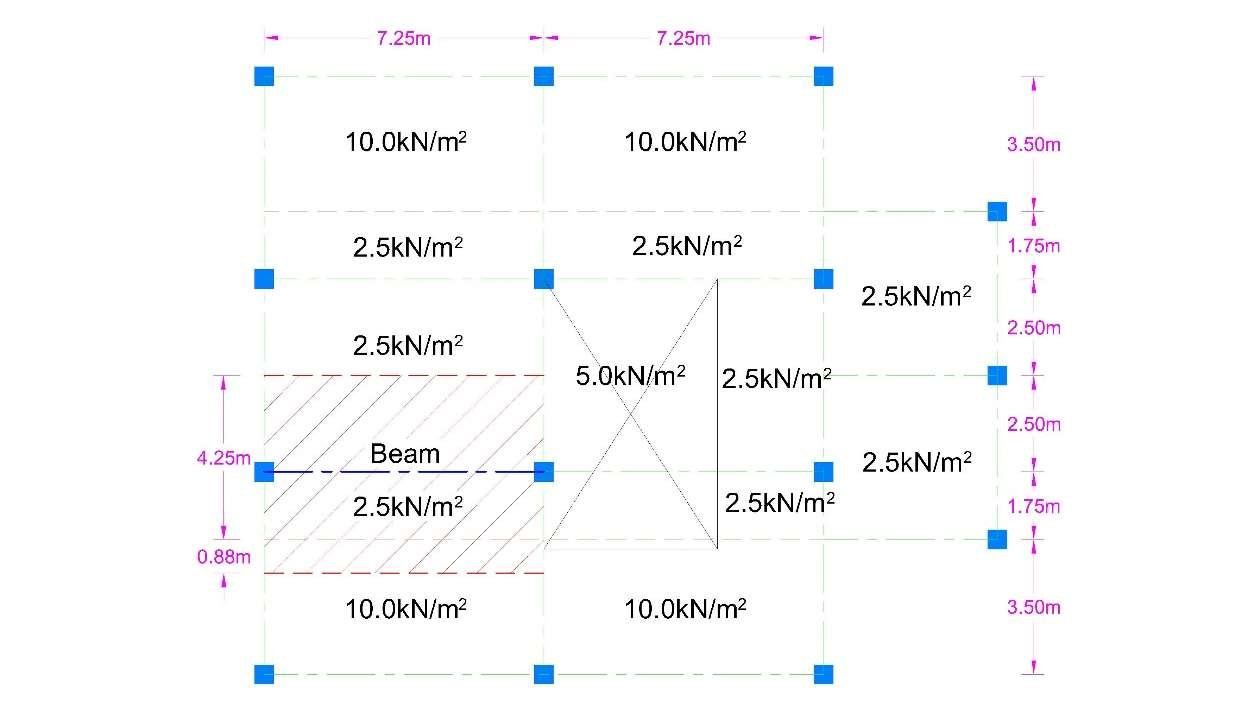 7.25m 7.25m
10.0kN/m² 10.0kN/m² 3.50m
2.5kN/m² 2.5kN/m² 1.75m
2.5kN/m²
2.50m
2.5kN/m²
5.0kN/m² 2.5kN/m²
2.50m
4.25m Beam 2.5kN/m²
2.5kN/m² 2.5kN/m² 1.75m
0.88m
10.0kN/m² 10.0kN/m² 3.50m